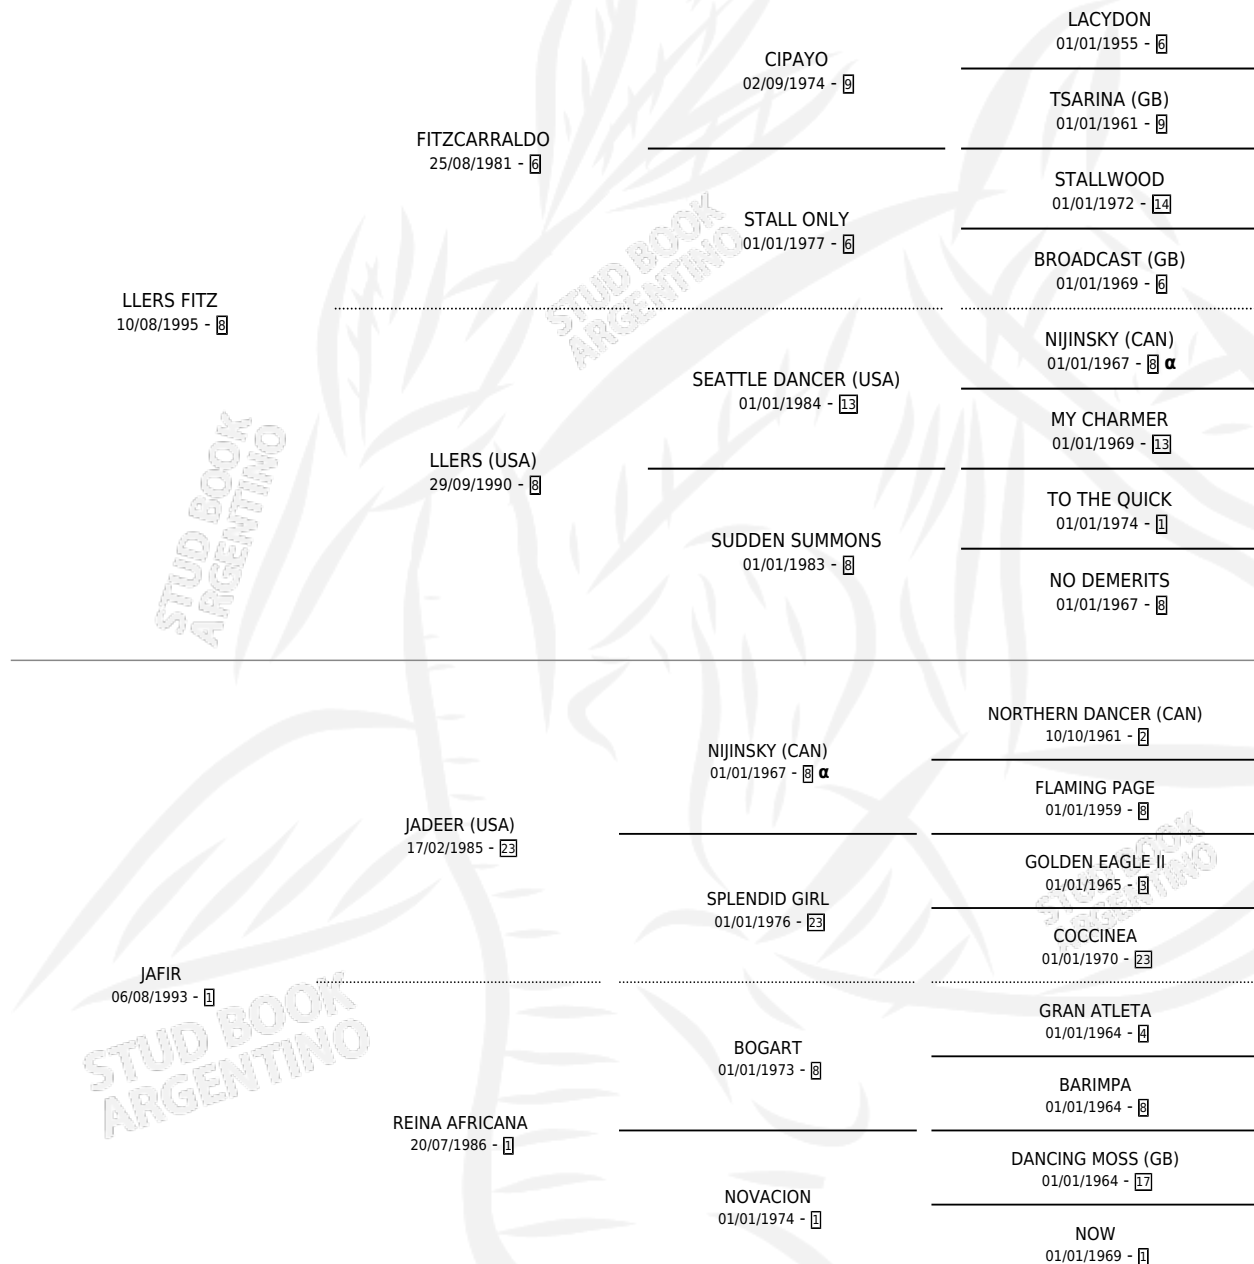 LACYDON
01/01/1955 - 6
CIPAYO
02/09/1974 - 9
TSARINA (GB)
01/01/1961 - 9
FITZCARRALDO
25/08/1981 - 6
STALLWOOD
01/01/1972 - 14
STALL ONLY
01/01/1977 - 6
BROADCAST (GB)
01/01/1969 - 6
LLERS FITZ
10/08/1995 - 8
NIJINSKY (CAN)
01/01/1967 - 8 α
SEATTLE DANCER (USA)
01/01/1984 - 13
MY CHARMER
01/01/1969 - 13
LLERS (USA)
29/09/1990 - 8
TO THE QUICK
01/01/1974 - 1
SUDDEN SUMMONS
01/01/1983 - 8
NO DEMERITS
01/01/1967 - 8
NORTHERN DANCER (CAN)
10/10/1961 - 2
NIJINSKY (CAN)
01/01/1967 - 8 α
FLAMING PAGE
01/01/1959 - 8
JADEER (USA)
17/02/1985 - 23
GOLDEN EAGLE II
01/01/1965 - 3
SPLENDID GIRL
01/01/1976 - 23
COCCINEA
01/01/1970 - 23
JAFIR
06/08/1993 - 1
GRAN ATLETA
01/01/1964 - 4
BOGART
01/01/1973 - 8
BARIMPA
01/01/1964 - 8
REINA AFRICANA
20/07/1986 - 1
DANCING MOSS (GB)
01/01/1964 - 17
NOVACION
01/01/1974 - 1
NOW
01/01/1969 - 1
STUD BOOK
ARGENTINO
STUD BOOK
ARGENTINO
STUD BOOK
ARGENTINO
STUD BOOK
ARGENTINO